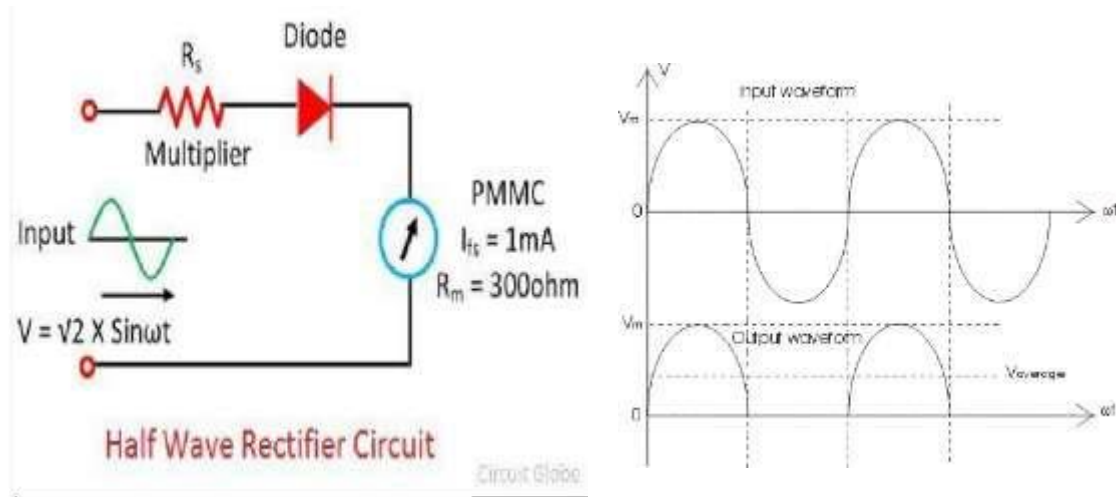 Diode
Rs
Multiplier
Input
V = √2 X Sinωt
PMMC
Ifs = 1mA
Rm = 300ohm
Half Wave Rectifier Circuit
Circuit Globe
V
Input waveform
Vm
0
ωt
Vm
Output waveform
Vaverage
0
ωt